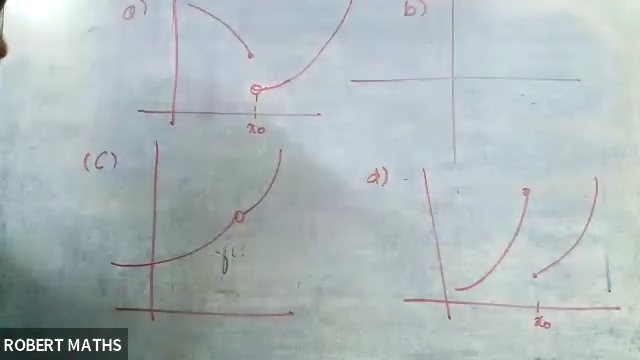 a)
b)
x₀
(c)
d)
x₀
ROBERT MATHS